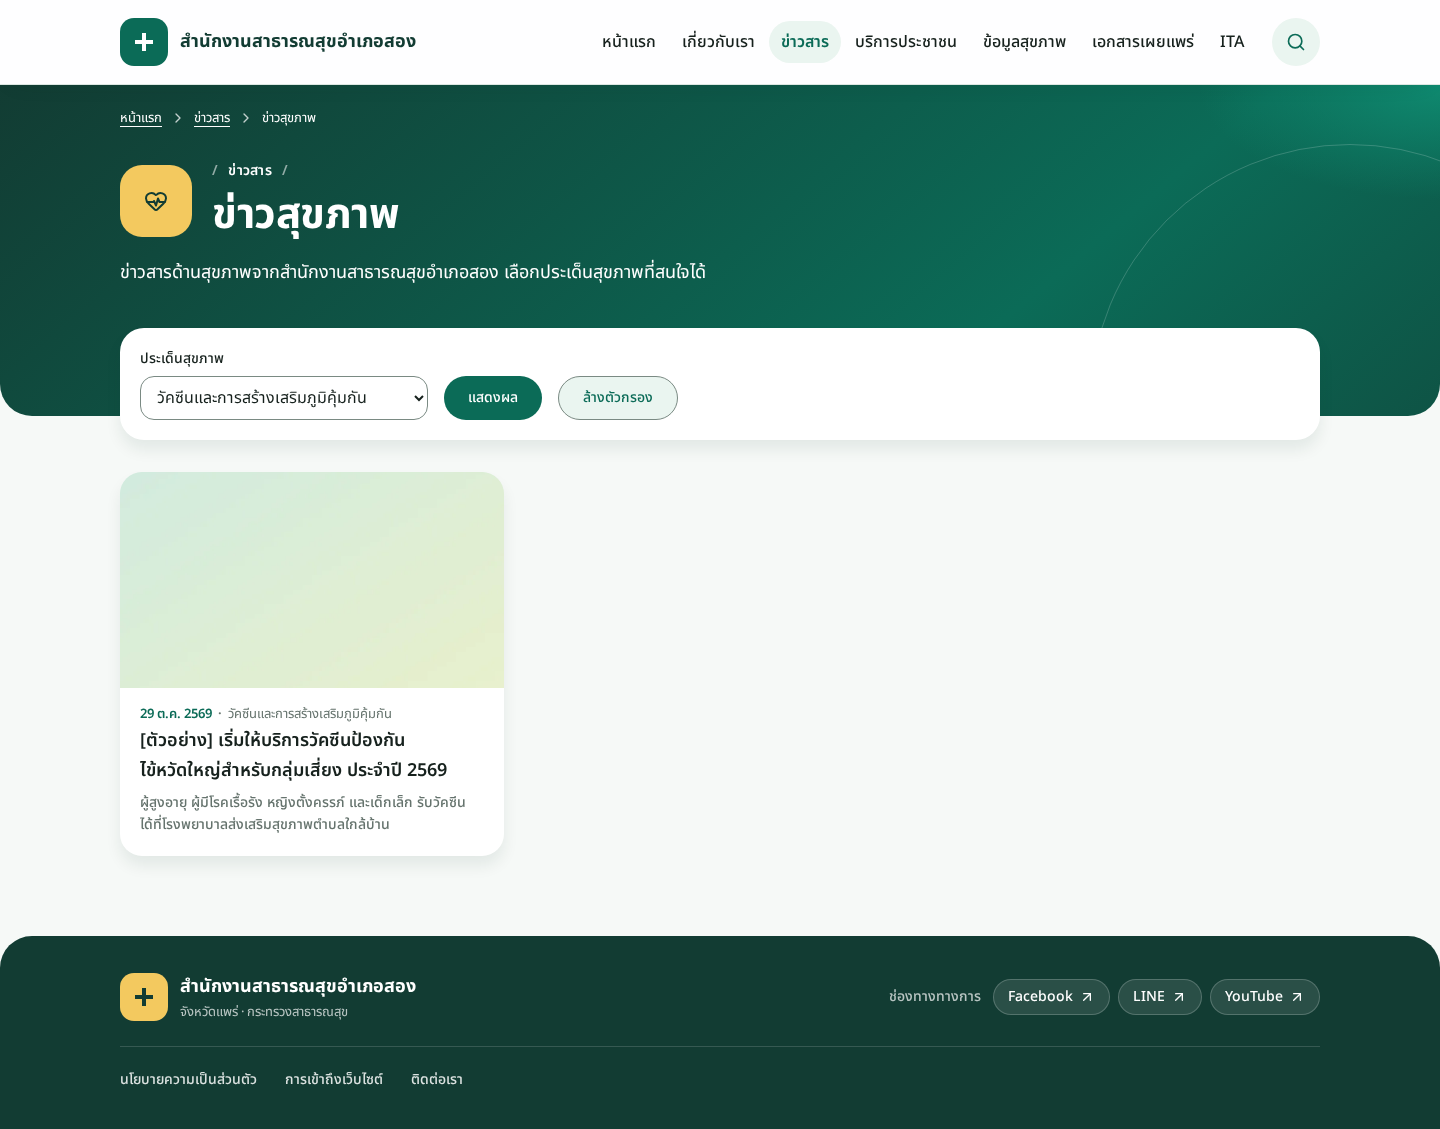 สำนักงานสาธารณสุขอำเภอสอง
หน้าแรก เกี่ยวกับเรา ข่าวสาร บริการประชาชน ข้อมูลสุขภาพ เอกสารเผยแพร่ ITA
หน้าแรก > ข่าวสาร > ข่าวสุขภาพ
/ ข่าวสาร /
ข่าวสุขภาพ
ข่าวสารด้านสุขภาพจากสำนักงานสาธารณสุขอำเภอสอง เลือกประเด็นสุขภาพที่สนใจได้
ประเด็นสุขภาพ
วัคซีนและการสร้างเสริมภูมิคุ้มกัน แสดงผล ล้างตัวกรอง
29 ต.ค. 2569 · วัคซีนและการสร้างเสริมภูมิคุ้มกัน
[ตัวอย่าง] เริ่มให้บริการวัคซีนป้องกัน
ไข้หวัดใหญ่สำหรับกลุ่มเสี่ยง ประจำปี 2569
ผู้สูงอายุ ผู้มีโรคเรื้อรัง หญิงตั้งครรภ์ และเด็กเล็ก รับวัคซีน
ได้ที่โรงพยาบาลส่งเสริมสุขภาพตำบลใกล้บ้าน
สำนักงานสาธารณสุขอำเภอสอง
จังหวัดแพร่ · กระทรวงสาธารณสุข
ช่องทางทางการ Facebook LINE YouTube
นโยบายความเป็นส่วนตัว การเข้าถึงเว็บไซต์ ติดต่อเรา